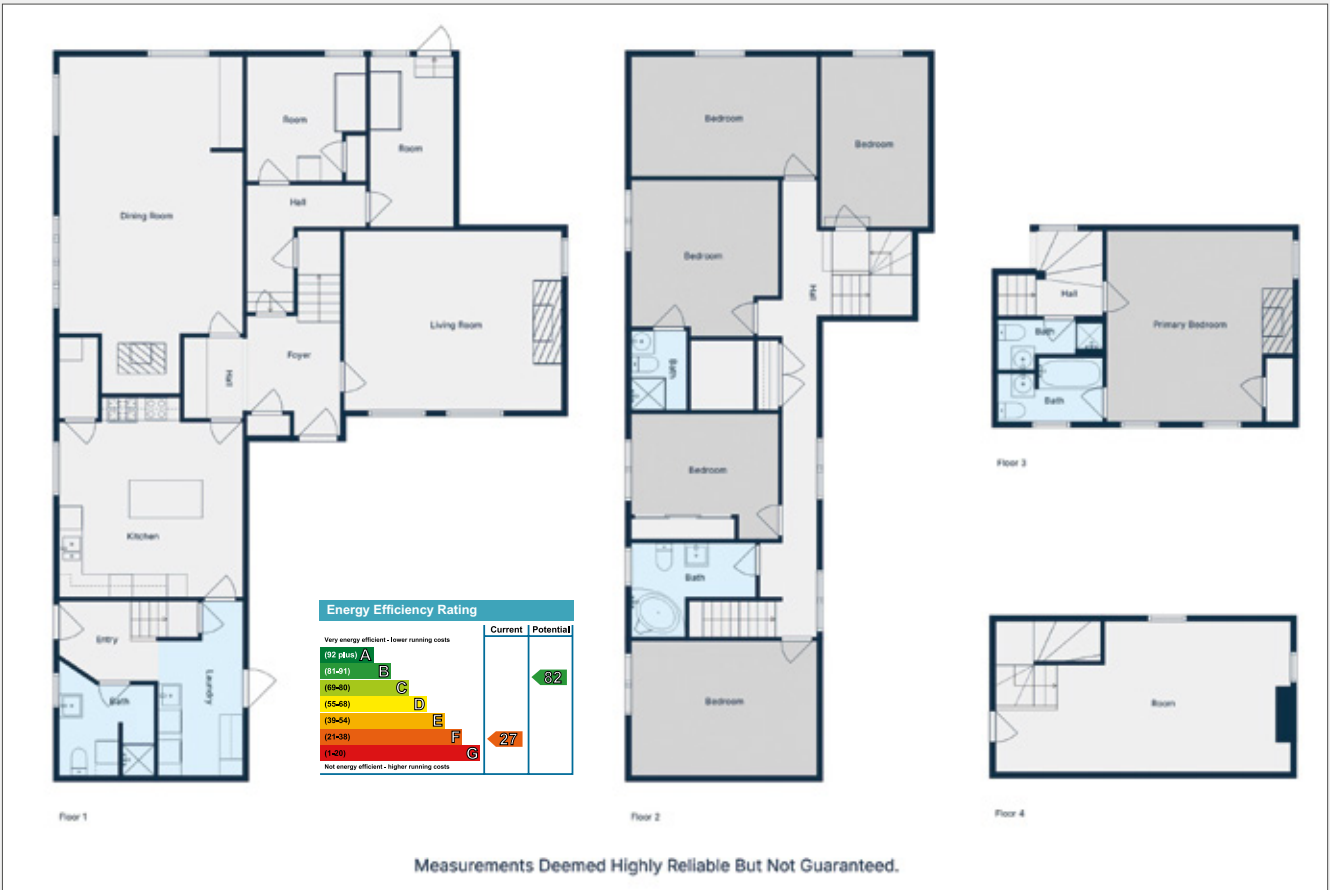 Room
Room
Hall
Dining Room
Living Room
Foyer
Hall
Kitchen
Entry
Laundry
Bath
Floor 1
Energy Efficiency Rating
Current Potential
Very energy efficient - lower running costs
(92 plus) A
(81-91) B
82
(69-80) C
(55-68) D
(39-54) E
(21-38) F
27
(1-20) G
Not energy efficient - higher running costs
Bedroom
Bedroom
Bedroom
Hall
Bath
Bedroom
Bath
Bedroom
Floor 2
Hall
Bath
Primary Bedroom
Bath
Floor 3
Room
Floor 4
Measurements Deemed Highly Reliable But Not Guaranteed.